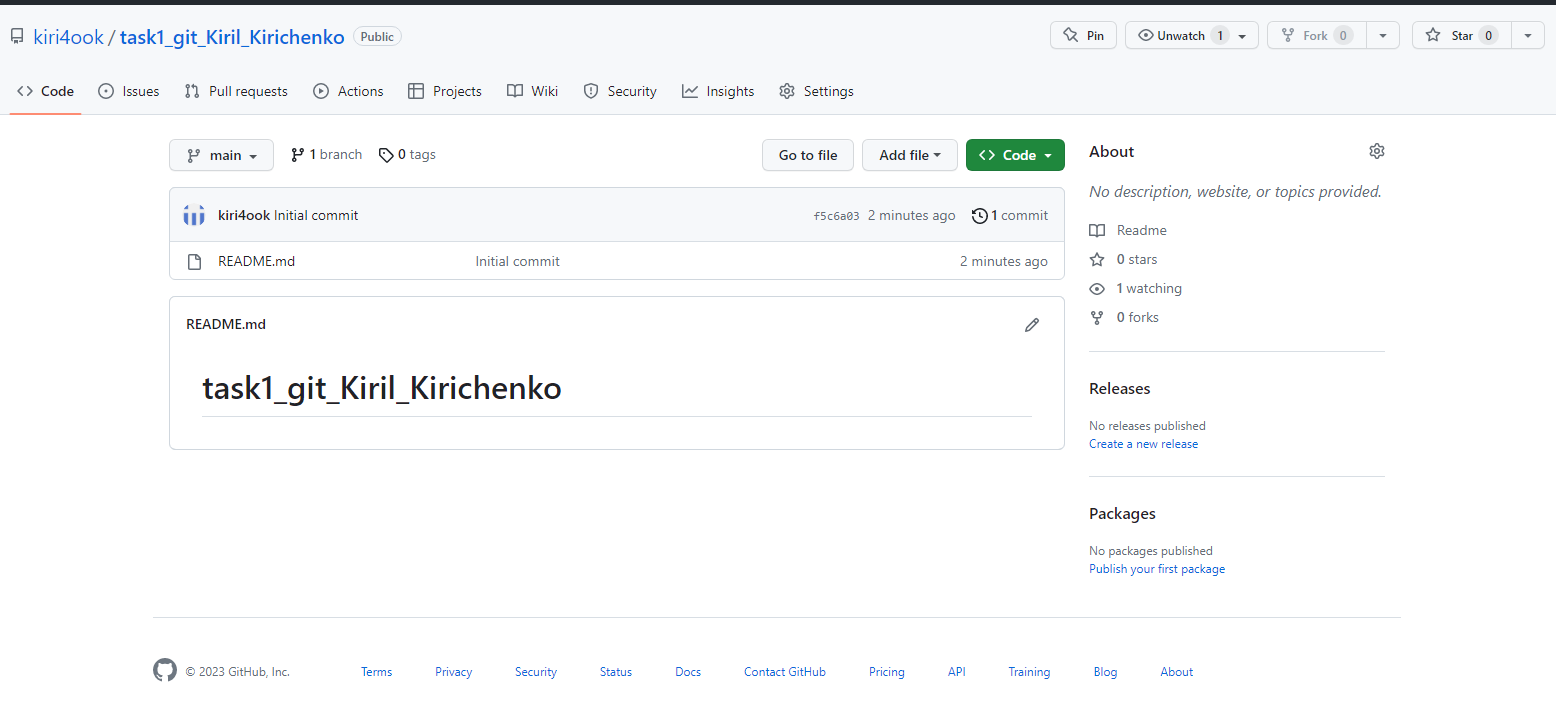 kiri4ook / task1_git_Kiril_Kirichenko Public
Pin Unwatch 1 Fork 0 Star 0
Code Issues Pull requests Actions Projects Wiki Security Insights Settings
main 1 branch 0 tags Go to file Add file Code
kiri4ook Initial commit f5c6a03 2 minutes ago 1 commit
README.md Initial commit 2 minutes ago
README.md
task1_git_Kiril_Kirichenko
About
No description, website, or topics provided.
Readme
0 stars
1 watching
0 forks
Releases
No releases published
Create a new release
Packages
No packages published
Publish your first package
© 2023 GitHub, Inc. Terms Privacy Security Status Docs Contact GitHub Pricing API Training Blog About